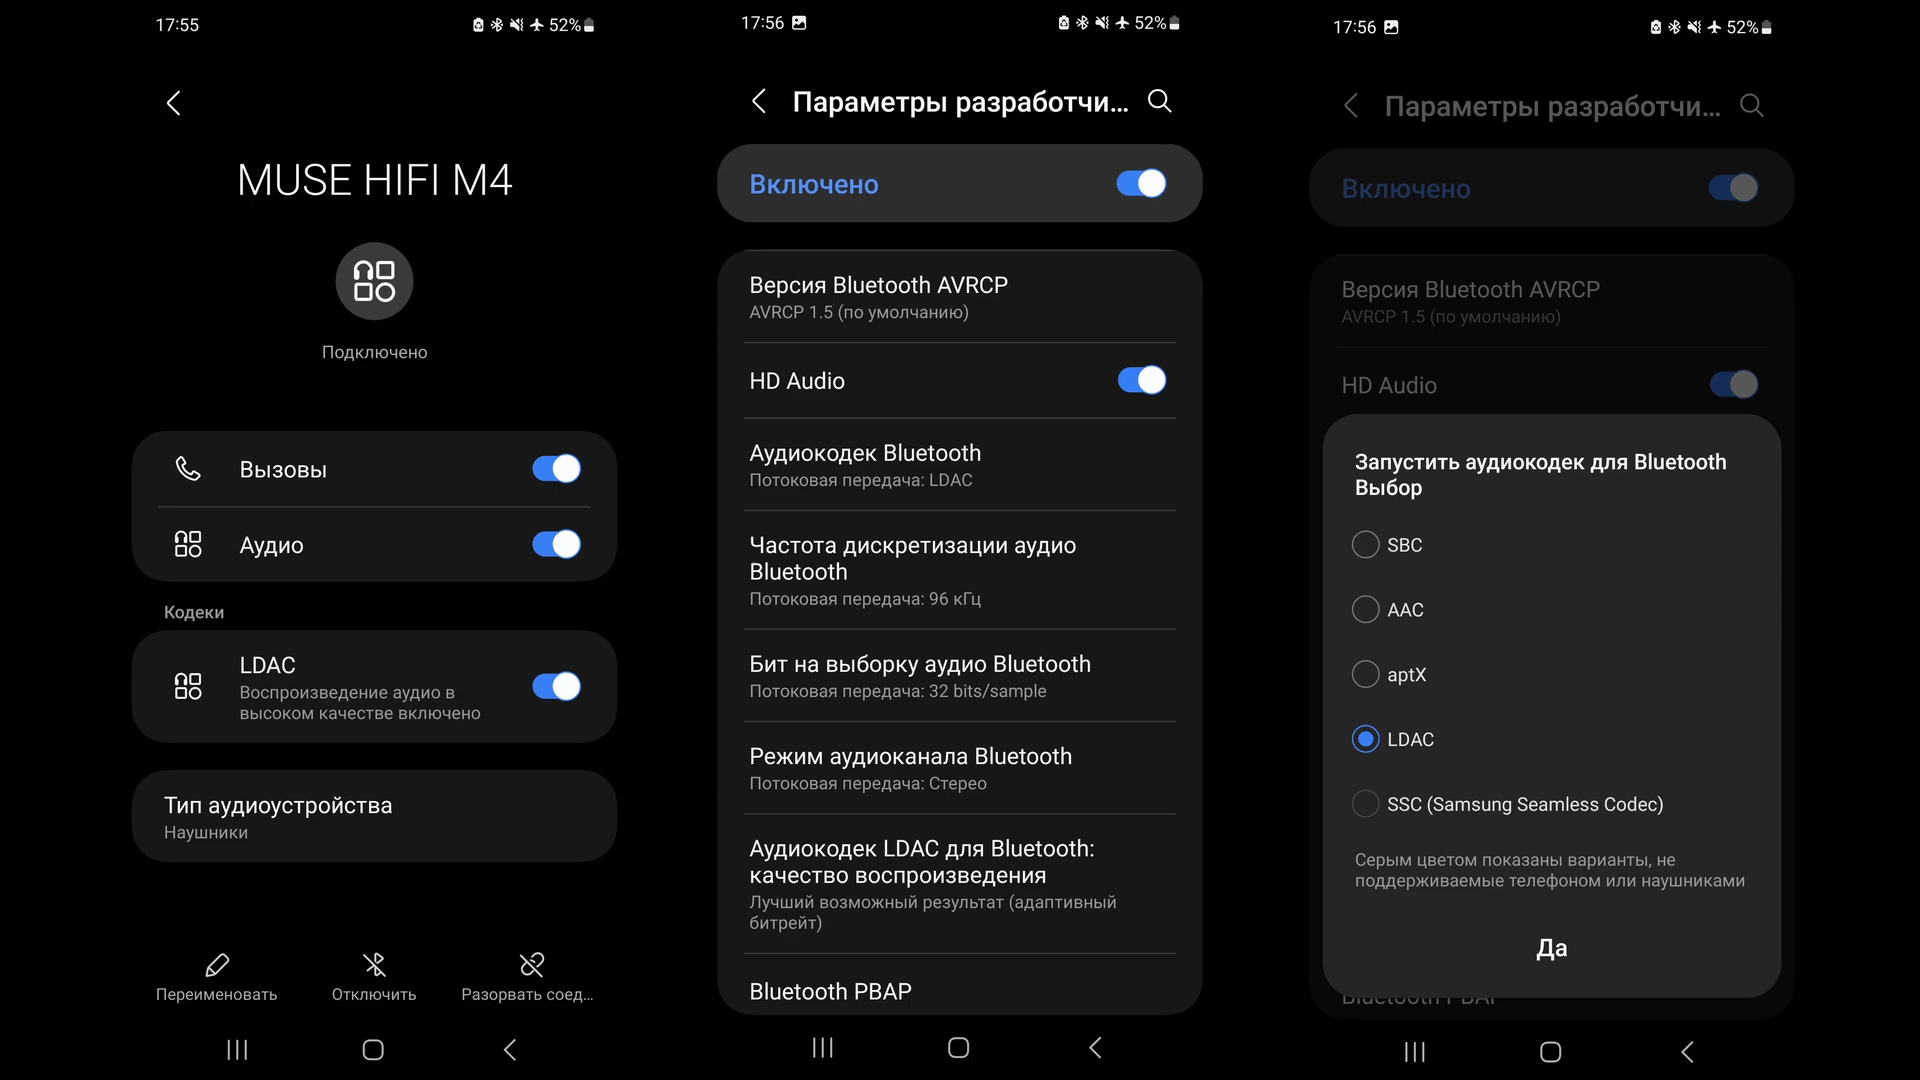 17:55
52%
MUSE HIFI M4
Подключено
Вызовы
Аудио
Кодеки
LDAC
Воспроизведение аудио в
высоком качестве включено
Тип аудиоустройства
Наушники
Переименовать
Отключить
Разорвать соед...
17:56
52%
Параметры разработчи...
Включено
Версия Bluetooth AVRCP
AVRCP 1.5 (по умолчанию)
HD Audio
Аудиокодек Bluetooth
Потоковая передача: LDAC
Частота дискретизации аудио
Bluetooth
Потоковая передача: 96 кГц
Бит на выборку аудио Bluetooth
Потоковая передача: 32 bits/sample
Режим аудиоканала Bluetooth
Потоковая передача: Стерео
Аудиокодек LDAC для Bluetooth:
качество воспроизведения
Лучший возможный результат (адаптивный
битрейт)
Bluetooth PBAP
17:56
52%
Параметры разработчи...
Включено
Версия Bluetooth AVRCP
AVRCP 1.5 (по умолчанию)
HD Audio
Запустить аудиокодек для Bluetooth
Выбор
SBC
AAC
aptX
LDAC
SSC (Samsung Seamless Codec)
Серым цветом показаны варианты, не
поддерживаемые телефоном или наушниками
Да
Bluetooth PBAP